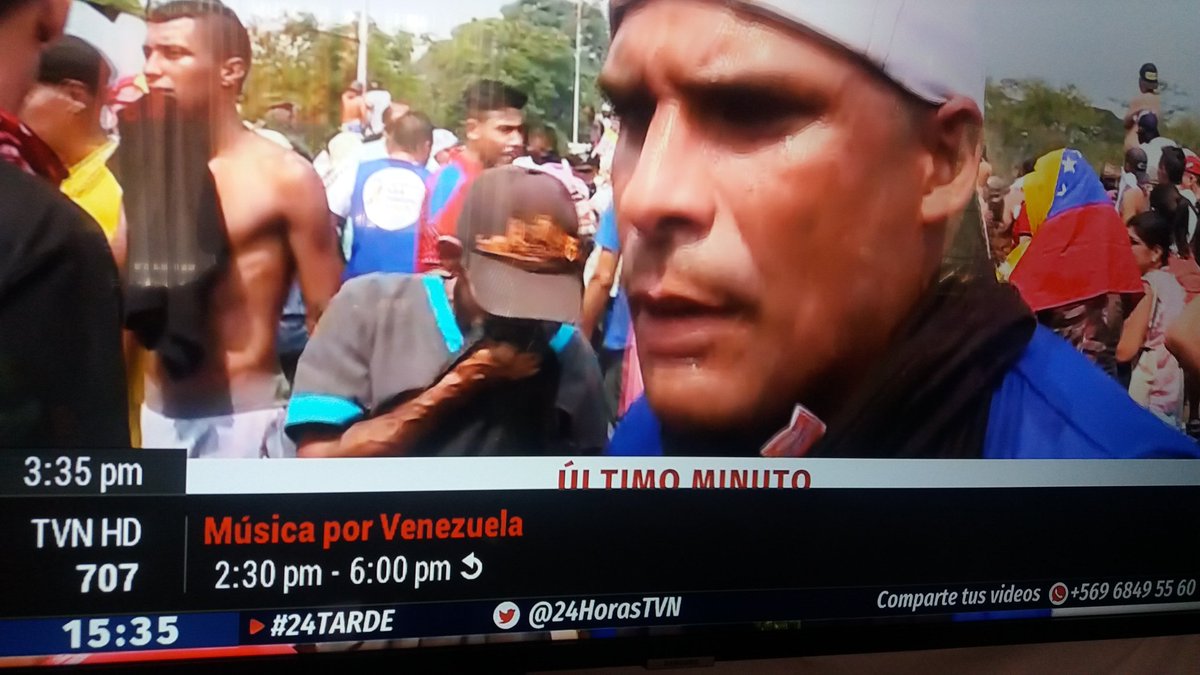 3:35 pm
ÚLTIMO MINUTO
TVN HD
707
Música por Venezuela
2:30 pm - 6:00 pm
15:35
#24TARDE
@24HorasTVN
Comparte tus videos +569 6849 55 60